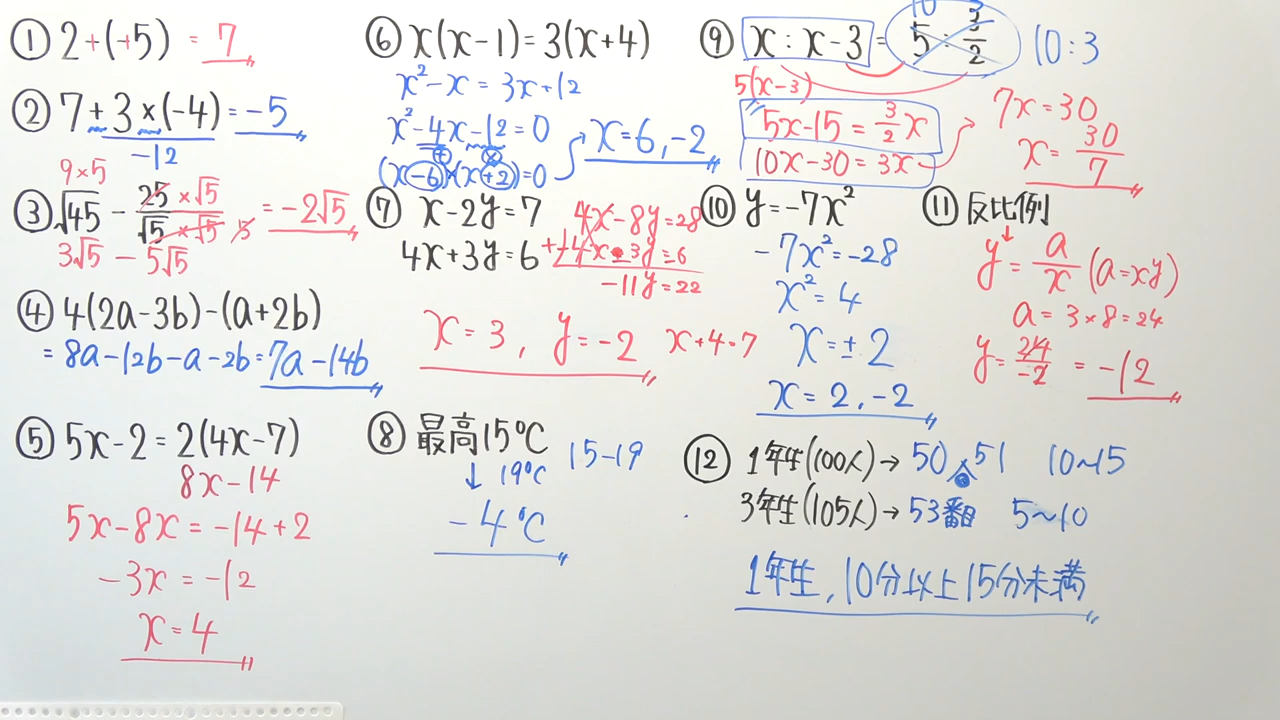 ① 2+(+5) = 7
② 7+3×(-4)=-5
-12
9×5
③ √45 - 25×√5/√5×√5 5 = -2√5
3√5 - 5√5
④ 4(2a-3b)-(a+2b)
=8a-12b-a-2b=7a-14b
⑤ 5x-2=2(4x-7)
8x-14
5x-8x=-14+2
-3x=-12
x=4
⑥ x(x-1)=3(x+4)
x²-x=3x+12
x²-4x-12=0
+ ×
(x-6)(x+2)=0
x=6,-2
⑦ x-2y=7
4x+3y=6
4x-8y=28
+)-4x-3y=-6
-11y=22
x=3, y=-2
x+4=7
⑧ 最高15℃
↓ 19℃ 15-19
-4℃
⑨ x:x-3=5:3/2
10 3
10:3
5(x-3)
5x-15=3/2x
10x-30=3x
7x=30
x=30/7
⑩ y=-7x²
-7x²=-28
x²=4
x=±2
x=2,-2
⑪ 反比例
↓
y=a/x (a=xy)
a=3×8=24
y=24/-2=-12
⑫ 1年生(100人)→50 51 10~15
3年生(105人)→53番 5~10
1年生,10分以上15分未満